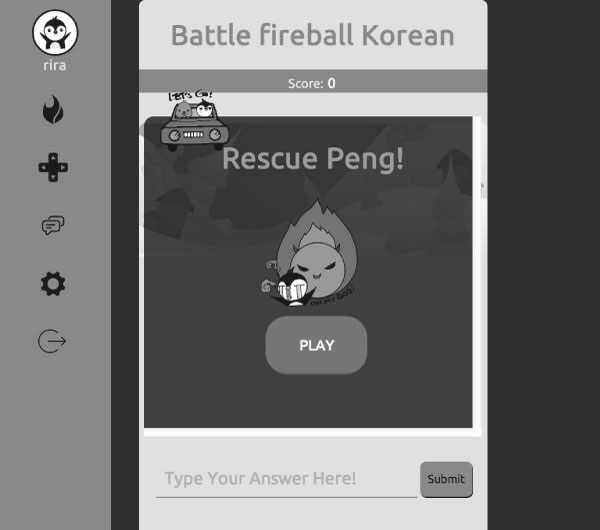 Battle fireball Korean
rira
Score: 0
LET'S GO!
Rescue Peng!
PLAY
Type Your Answer Here!
Submit